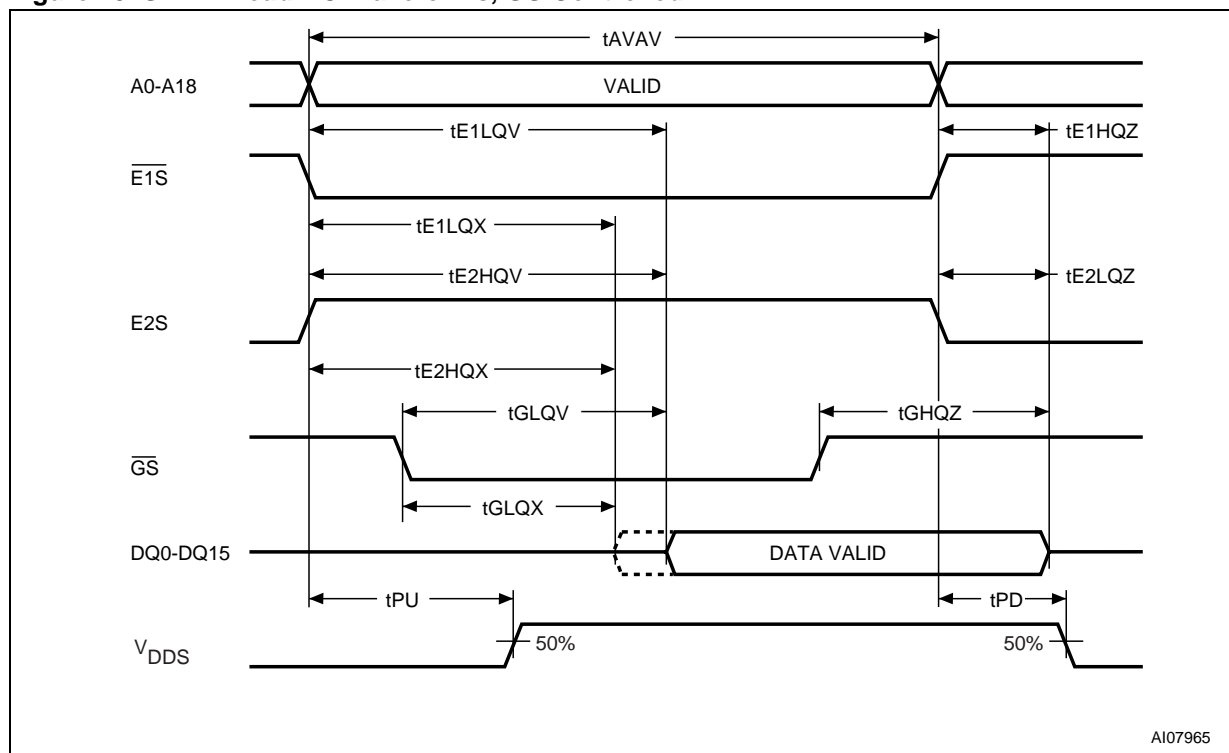 tAVAV
A0-A18
VALID
tE1LQV
tE1HQZ
E1S
tE1LQX
tE2HQV
tE2LQZ
E2S
tE2HQX
tGLQV
tGHQZ
GS
tGLQX
DQ0-DQ15
DATA VALID
tPU
tPD
VDDS
50%
50%
AI07965